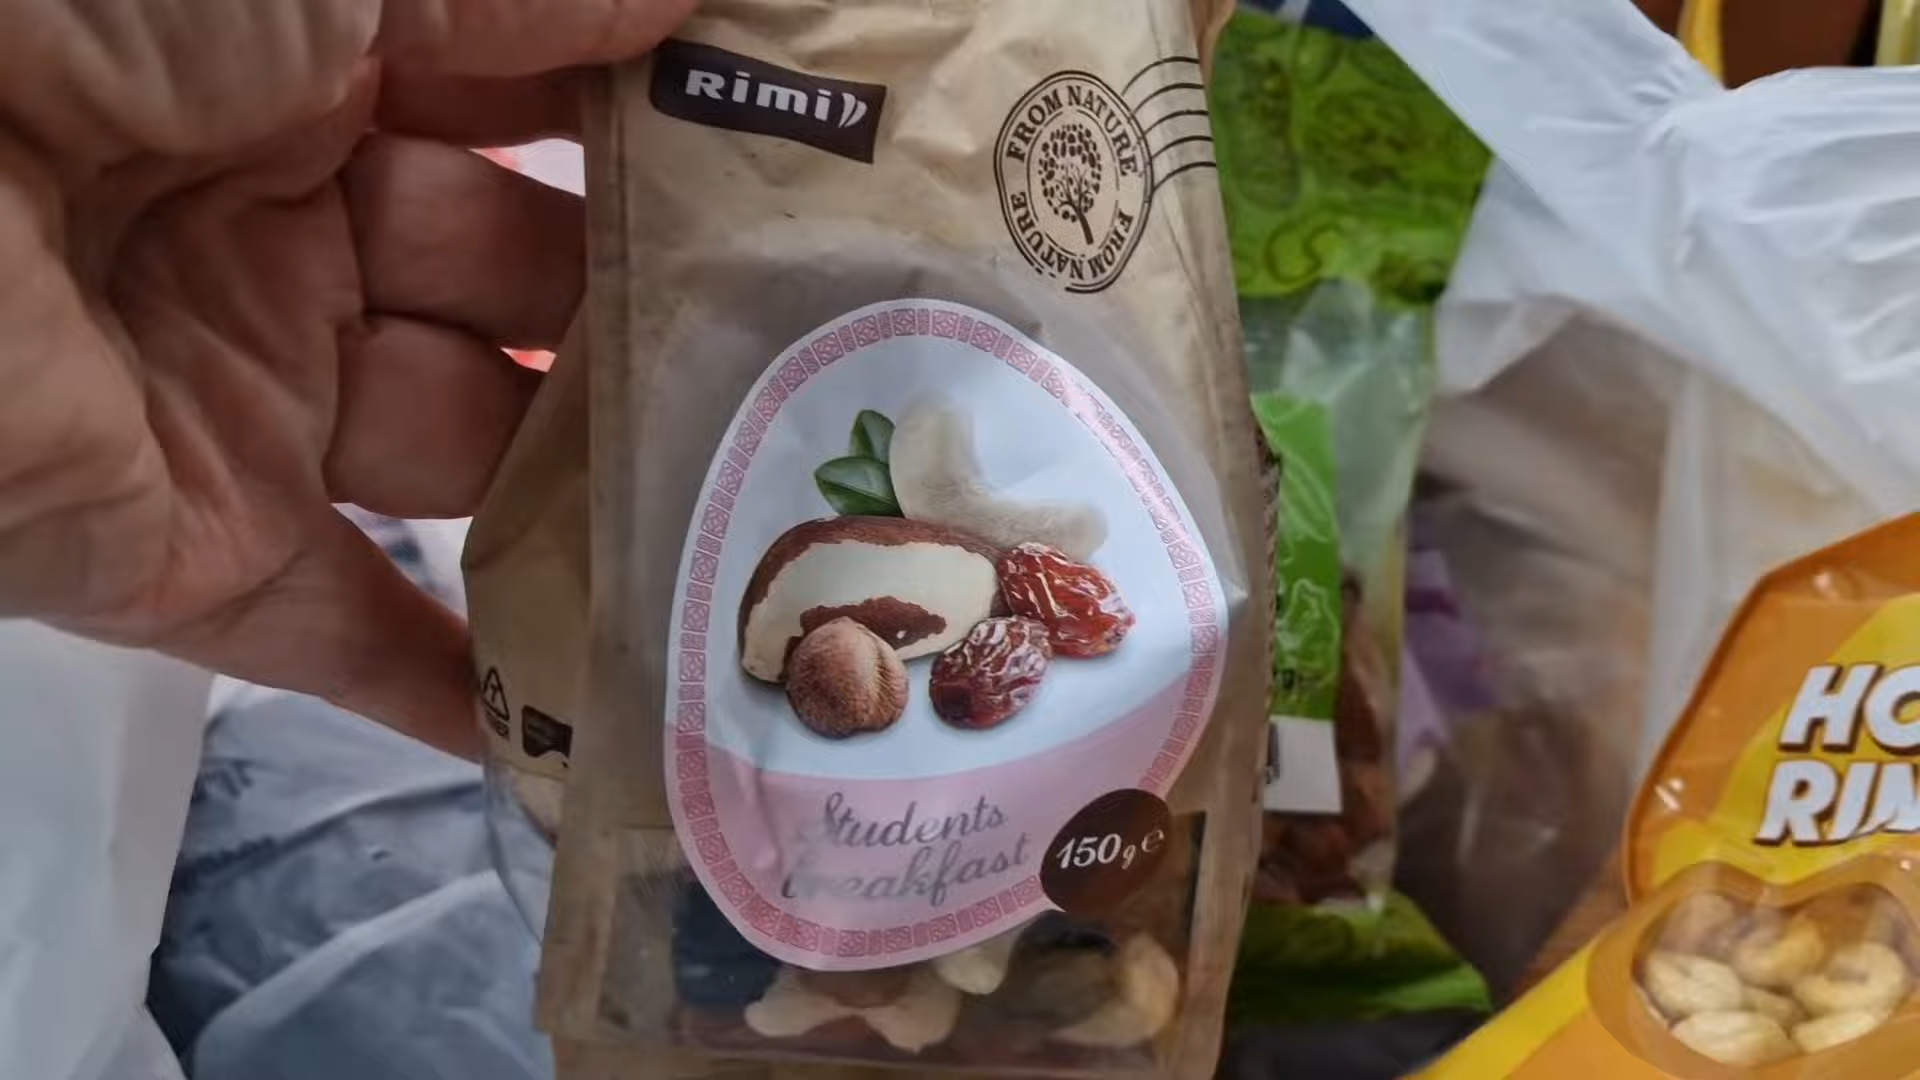 Rimi
FROM NATURE FROM NATURE
Students
breakfast
150g e
HO
RIN